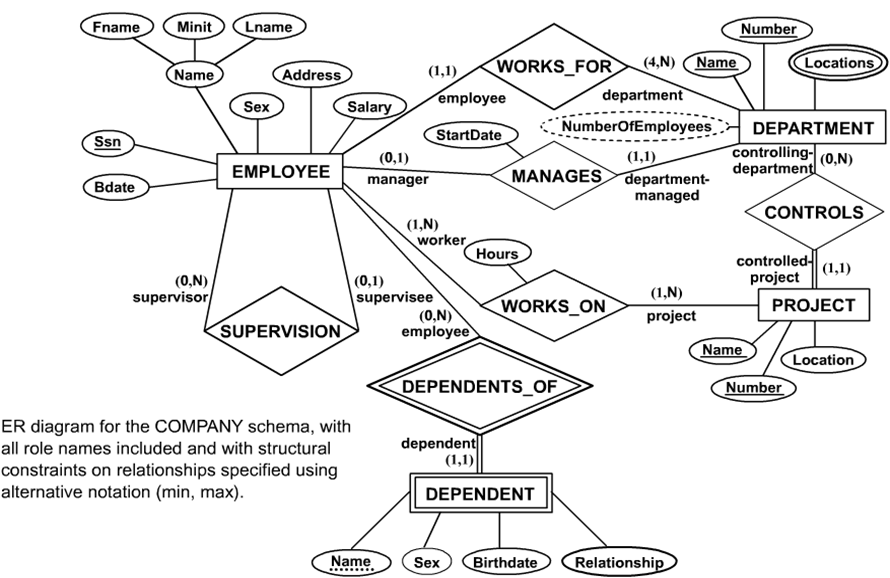 Fname
Minit
Lname
Number
Name
Address
(1,1)
WORKS_FOR
(4,N)
Name
Locations
Sex
Salary
employee
department
StartDate
NumberOfEmployees
DEPARTMENT
Ssn
EMPLOYEE
(0,1)
manager
MANAGES
(1,1)
department-
managed
controlling-
department
(0,N)
Bdate
CONTROLS
(1,N)
worker
Hours
controlled-
project
(1,1)
(0,N)
supervisor
(0,1)
supervisee
SUPERVISION
(0,N)
employee
WORKS_ON
(1,N)
project
PROJECT
Name
Location
Number
DEPENDENTS_OF
ER diagram for the COMPANY schema, with
all role names included and with structural
constraints on relationships specified using
alternative notation (min, max).
dependent
(1,1)
DEPENDENT
Name
Sex
Birthdate
Relationship